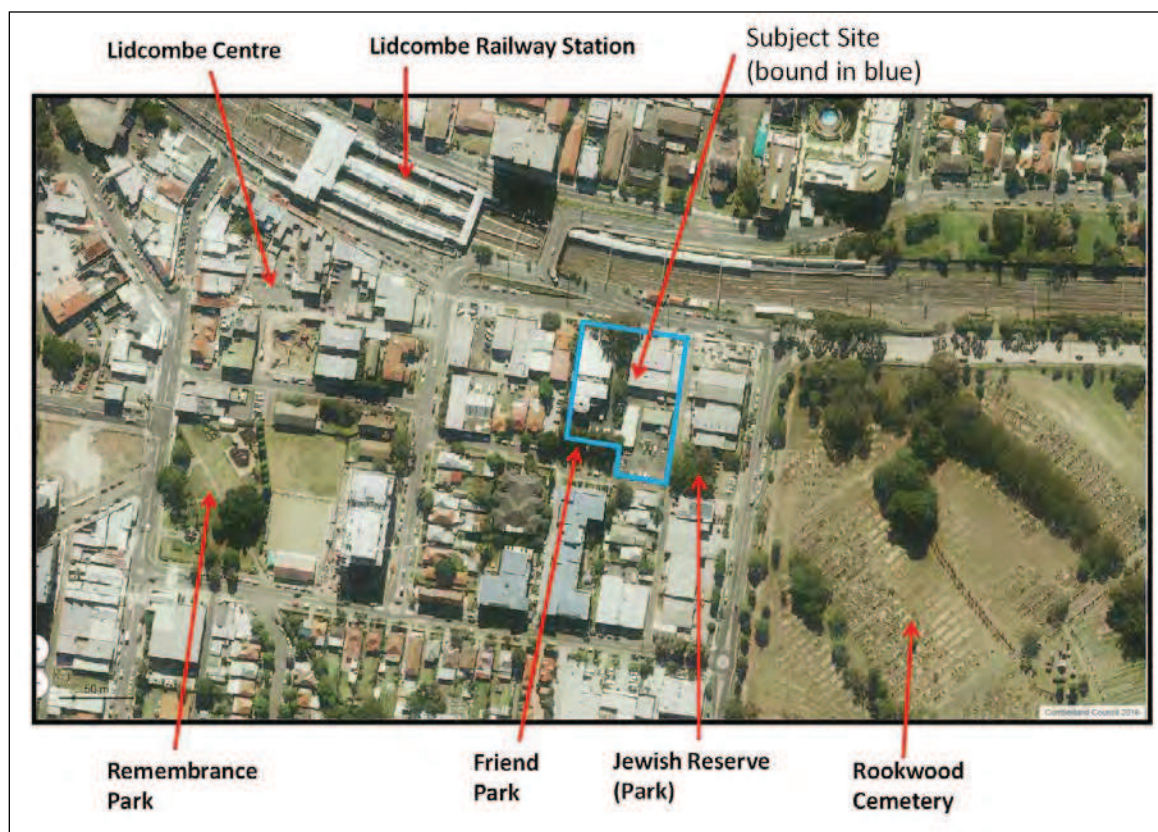 Lidcombe Centre
Lidcombe Railway Station
Subject Site
(bound in blue)
50 m
Cumberland Council 2016
Remembrance
Park
Friend
Park
Jewish Reserve
(Park)
Rookwood
Cemetery